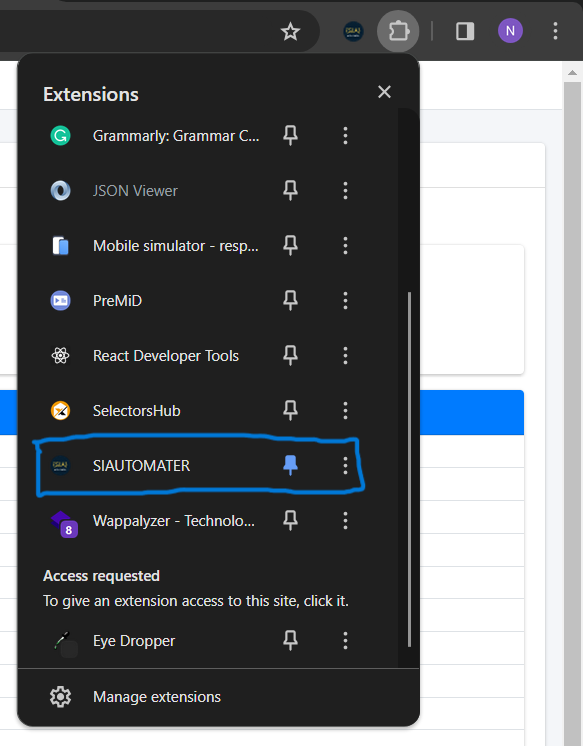 N
Extensions
Grammarly: Grammar C...
JSON Viewer
Mobile simulator - resp...
PreMiD
React Developer Tools
SelectorsHub
SIAUTOMATER
Wappalyzer - Technolo...
8
Access requested
To give an extension access to this site, click it.
Eye Dropper
Manage extensions